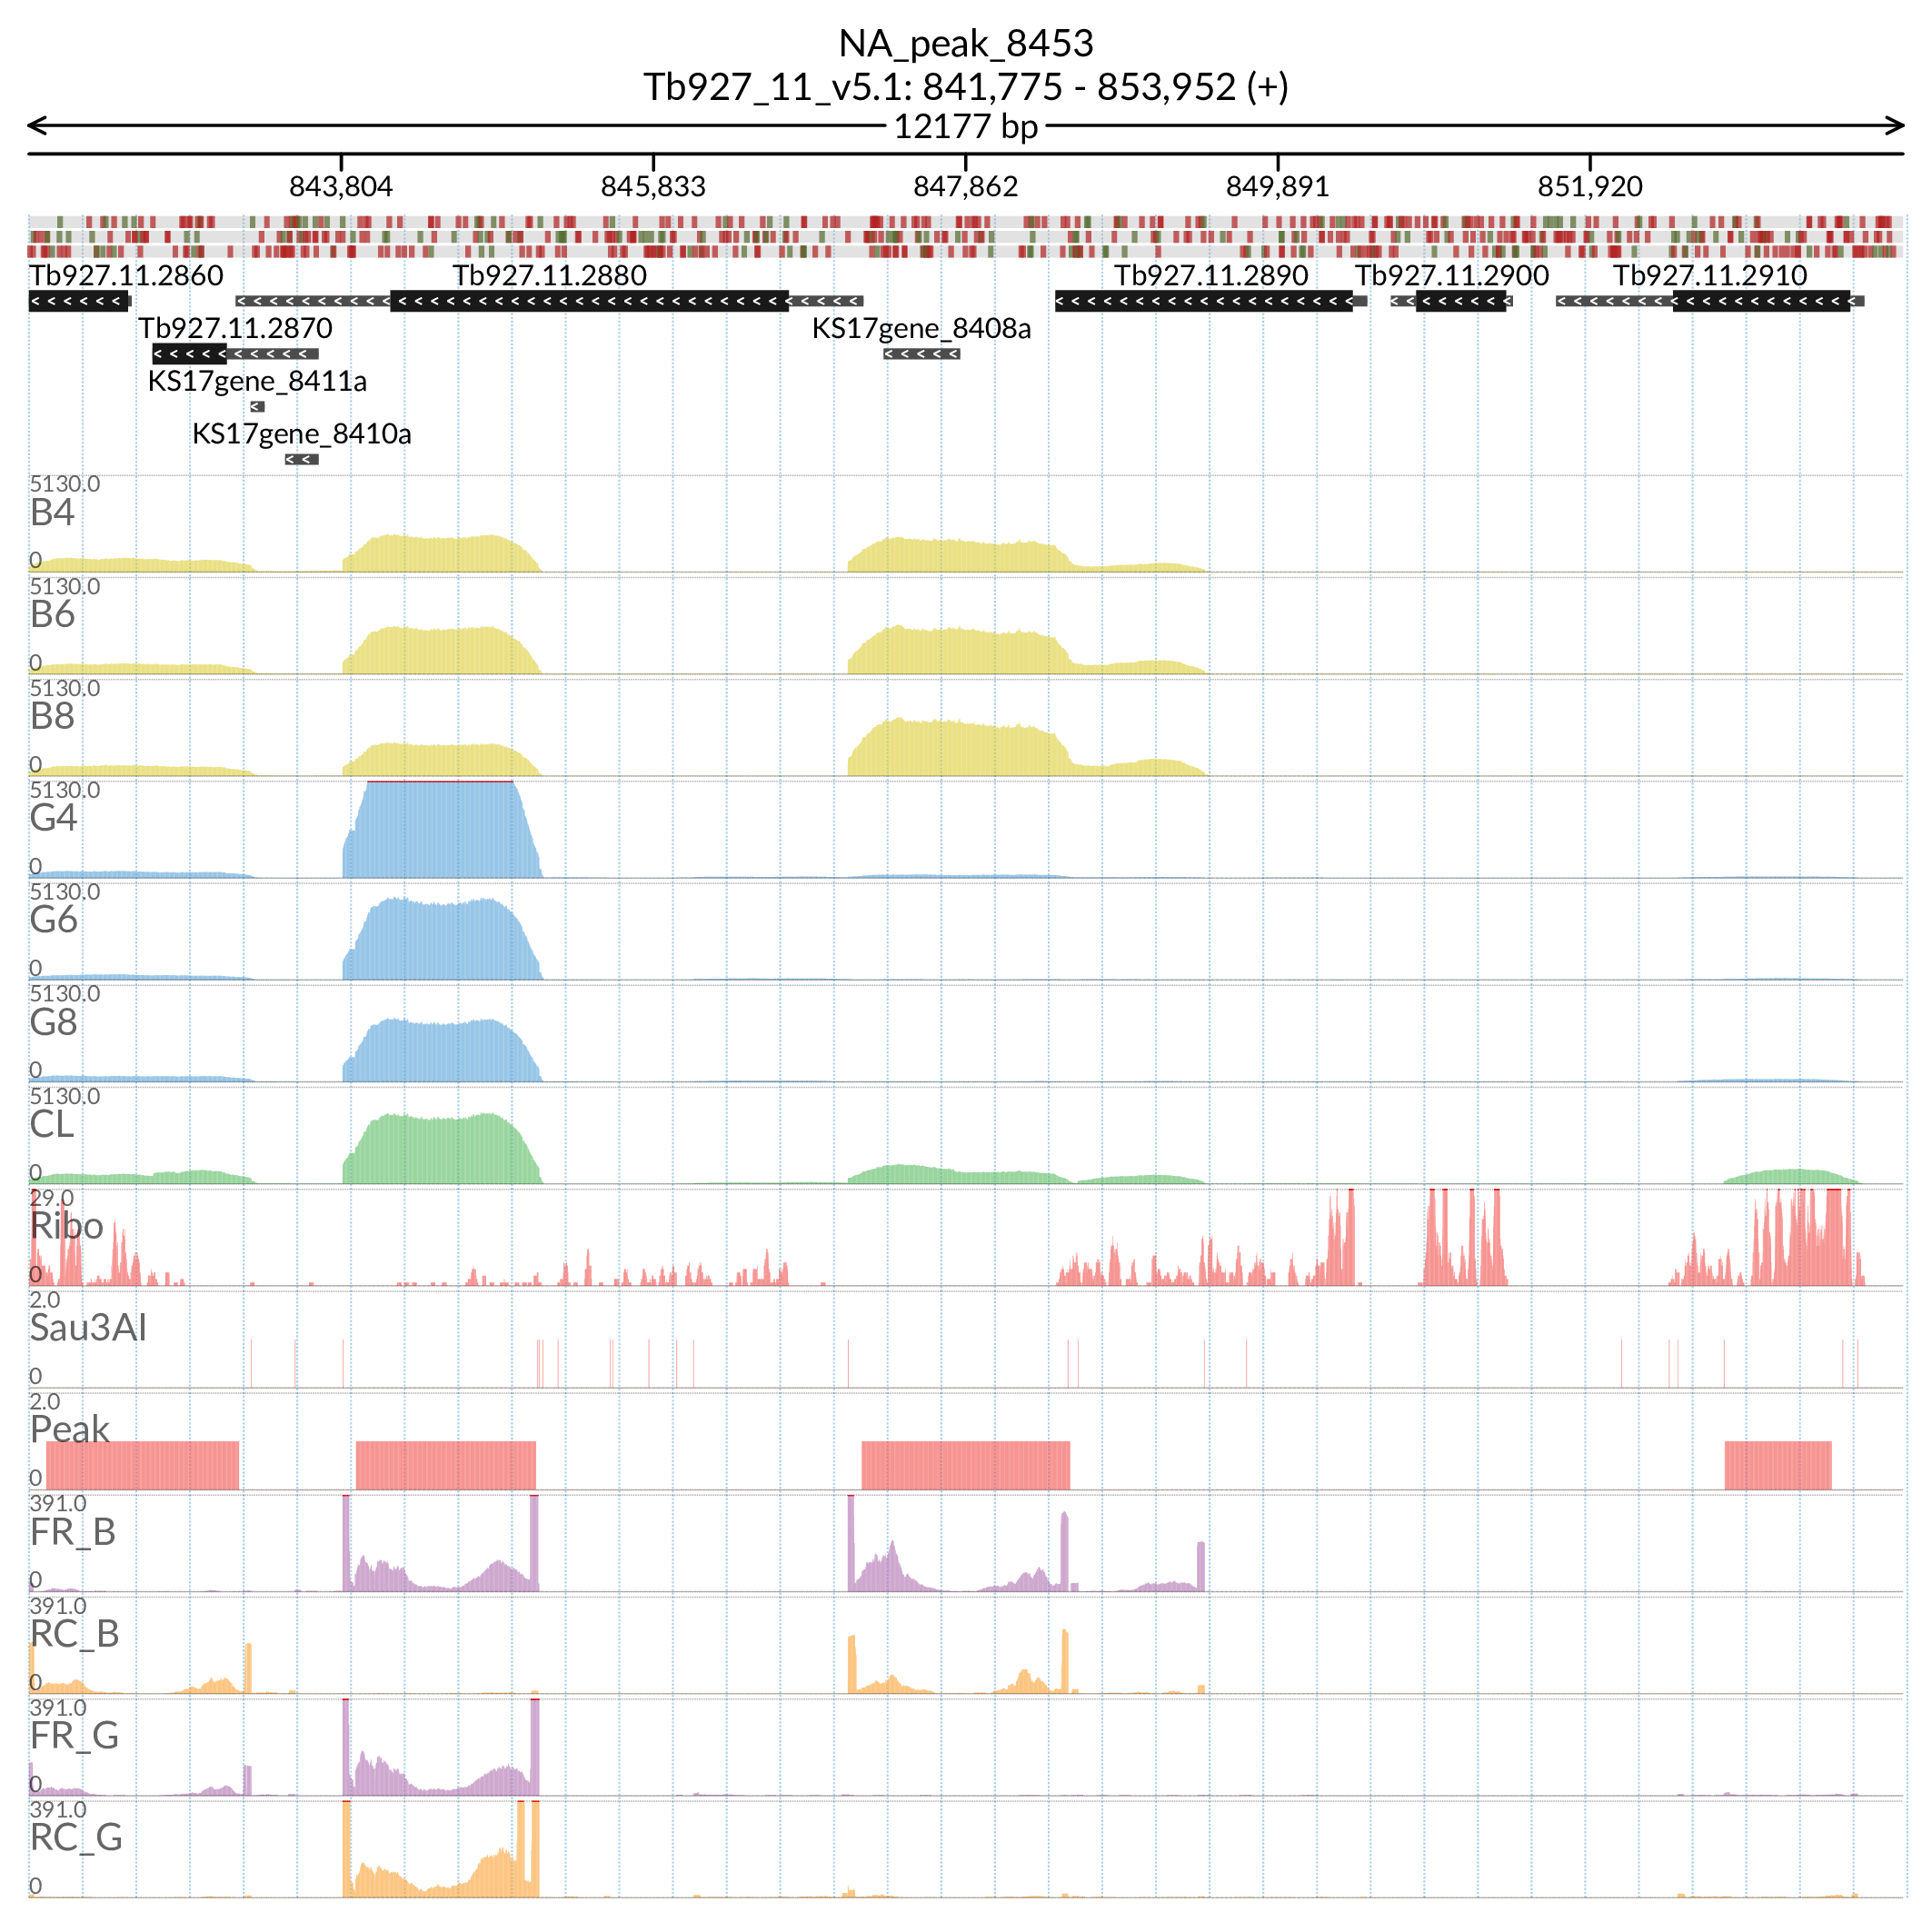 NA_peak_8453
Tb927_11_v5.1: 841,775 - 853,952 (+)
12177 bp
843,804 845,833 847,862 849,891 851,920
Tb927.11.2860 Tb927.11.2880 Tb927.11.2890 Tb927.11.2900 Tb927.11.2910
Tb927.11.2870 KS17gene_8408a
KS17gene_8411a
KS17gene_8410a
5130.0
B4
0
5130.0
B6
0
5130.0
B8
0
5130.0
G4
0
5130.0
G6
0
5130.0
G8
0
5130.0
CL
0
29.0
Ribo
0
2.0
Sau3AI
0
2.0
Peak
0
391.0
FR_B
0
391.0
RC_B
0
391.0
FR_G
0
391.0
RC_G
0